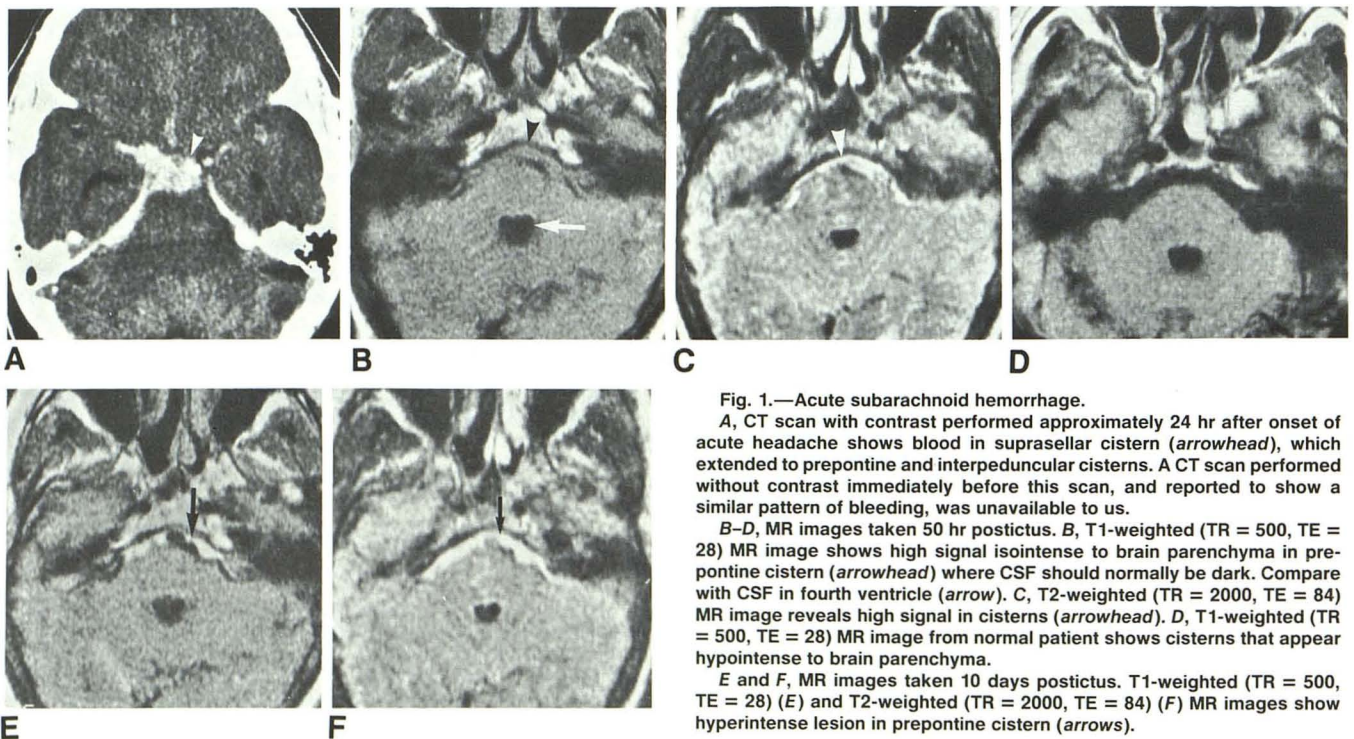 A
B
C
D
E
F
Fig. 1.—Acute subarachnoid hemorrhage.
A, CT scan with contrast performed approximately 24 hr after onset of
acute headache shows blood in suprasellar cistern (arrowhead), which
extended to prepontine and interpeduncular cisterns. A CT scan performed
without contrast immediately before this scan, and reported to show a
similar pattern of bleeding, was unavailable to us.
B–D, MR images taken 50 hr postictus. B, T1-weighted (TR = 500, TE =
28) MR image shows high signal isointense to brain parenchyma in pre-
pontine cistern (arrowhead) where CSF should normally be dark. Compare
with CSF in fourth ventricle (arrow). C, T2-weighted (TR = 2000, TE = 84)
MR image reveals high signal in cisterns (arrowhead). D, T1-weighted (TR
= 500, TE = 28) MR image from normal patient shows cisterns that appear
hypointense to brain parenchyma.
E and F, MR images taken 10 days postictus. T1-weighted (TR = 500,
TE = 28) (E) and T2-weighted (TR = 2000, TE = 84) (F) MR images show
hyperintense lesion in prepontine cistern (arrows).